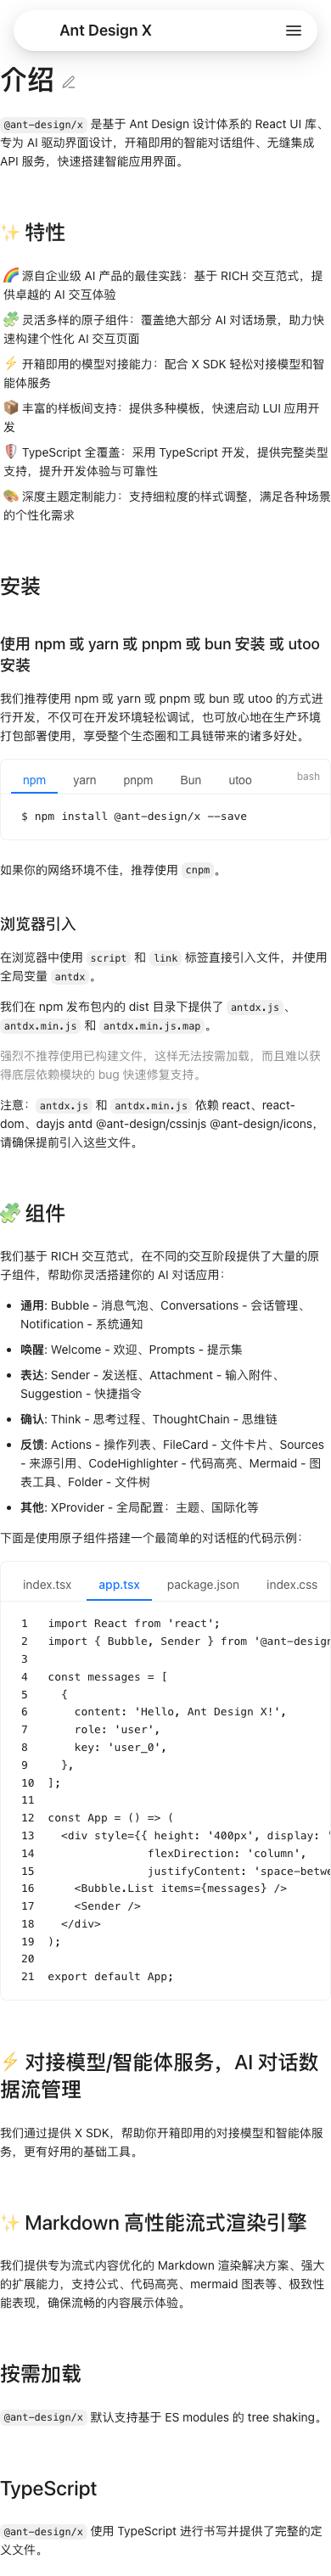 Ant Design X
介绍
@ant-design/x 是基于 Ant Design 设计体系的 React UI 库、
专为 AI 驱动界面设计，开箱即用的智能对话组件、无缝集成
API 服务，快速搭建智能应用界面。
✨ 特性
🌈 源自企业级 AI 产品的最佳实践：基于 RICH 交互范式，提
供卓越的 AI 交互体验
🧩 灵活多样的原子组件：覆盖绝大部分 AI 对话场景，助力快
速构建个性化 AI 交互页面
⚡ 开箱即用的模型对接能力：配合 X SDK 轻松对接模型和智
能体服务
📦 丰富的样板间支持：提供多种模板，快速启动 LUI 应用开
发
🛡 TypeScript 全覆盖：采用 TypeScript 开发，提供完整类型
支持，提升开发体验与可靠性
🎨 深度主题定制能力：支持细粒度的样式调整，满足各种场景
的个性化需求
安装
使用 npm 或 yarn 或 pnpm 或 bun 安装 或 utoo
安装
我们推荐使用 npm 或 yarn 或 pnpm 或 bun 或 utoo 的方式进
行开发，不仅可在开发环境轻松调试，也可放心地在生产环境
打包部署使用，享受整个生态圈和工具链带来的诸多好处。
npm yarn pnpm Bun utoo bash
$ npm install @ant-design/x --save
如果你的网络环境不佳，推荐使用 cnpm。
浏览器引入
在浏览器中使用 script 和 link 标签直接引入文件，并使用
全局变量 antdx。
我们在 npm 发布包内的 dist 目录下提供了 antdx.js、
antdx.min.js 和 antdx.min.js.map。
强烈不推荐使用已构建文件，这样无法按需加载，而且难以获
得底层依赖模块的 bug 快速修复支持。
注意：antdx.js 和 antdx.min.js 依赖 react、react-
dom、dayjs antd @ant-design/cssinjs @ant-design/icons，
请确保提前引入这些文件。
🧩 组件
我们基于 RICH 交互范式，在不同的交互阶段提供了大量的原
子组件，帮助你灵活搭建你的 AI 对话应用：
• 通用: Bubble - 消息气泡、Conversations - 会话管理、
Notification - 系统通知
• 唤醒: Welcome - 欢迎、Prompts - 提示集
• 表达: Sender - 发送框、Attachment - 输入附件、
Suggestion - 快捷指令
• 确认: Think - 思考过程、ThoughtChain - 思维链
• 反馈: Actions - 操作列表、FileCard - 文件卡片、Sources
- 来源引用、CodeHighlighter - 代码高亮、Mermaid - 图
表工具、Folder - 文件树
• 其他: XProvider - 全局配置：主题、国际化等
下面是使用原子组件搭建一个最简单的对话框的代码示例：
index.tsx app.tsx package.json index.css
1 import React from 'react';
2 import { Bubble, Sender } from '@ant-design
3
4 const messages = [
5 {
6 content: 'Hello, Ant Design X!',
7 role: 'user',
8 key: 'user_0',
9 },
10 ];
11
12 const App = () => (
13 <div style={{ height: '400px', display: '
14 flexDirection: 'column',
15 justifyContent: 'space-betwe
16 <Bubble.List items={messages} />
17 <Sender />
18 </div>
19 );
20
21 export default App;
⚡ 对接模型/智能体服务，AI 对话数
据流管理
我们通过提供 X SDK，帮助你开箱即用的对接模型和智能体服
务，更有好用的基础工具。
✨ Markdown 高性能流式渲染引擎
我们提供专为流式内容优化的 Markdown 渲染解决方案、强大
的扩展能力，支持公式、代码高亮、mermaid 图表等、极致性
能表现，确保流畅的内容展示体验。
按需加载
@ant-design/x 默认支持基于 ES modules 的 tree shaking。
TypeScript
@ant-design/x 使用 TypeScript 进行书写并提供了完整的定
义文件。